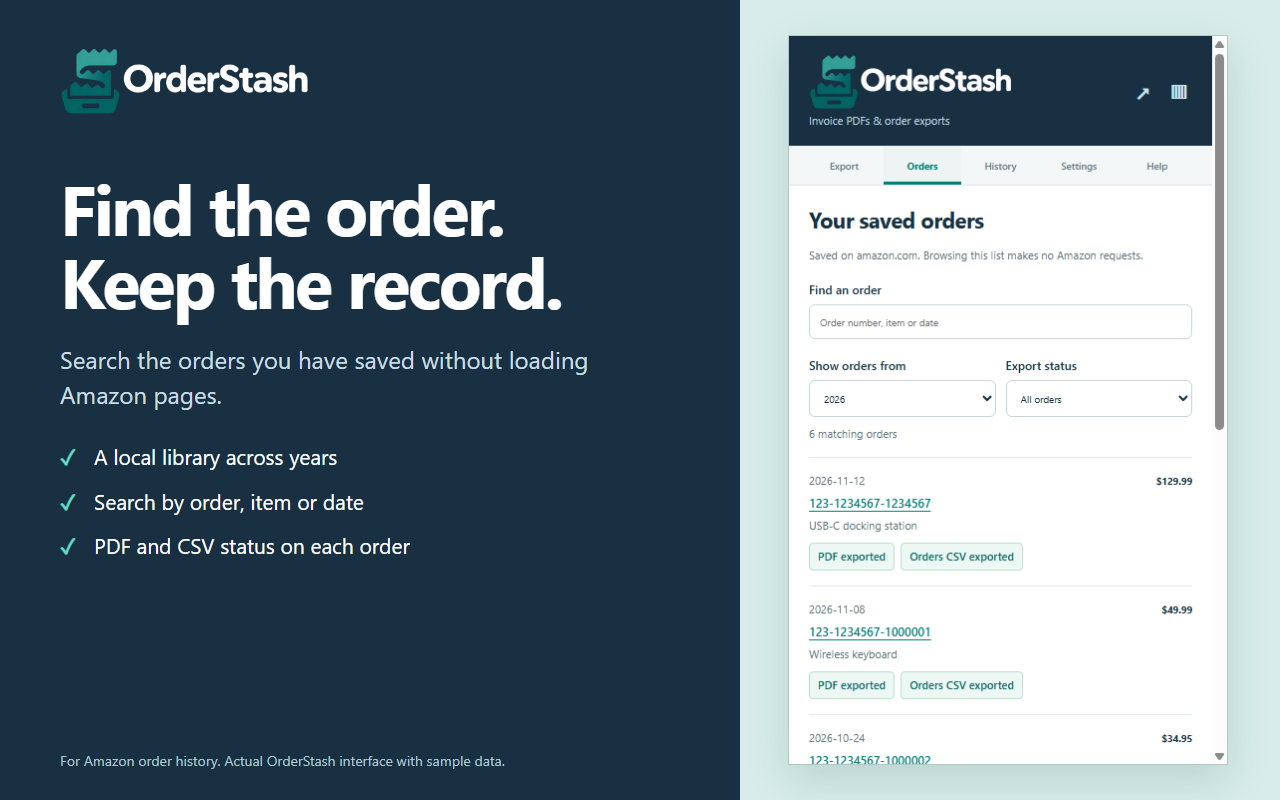 OrderStash
Find the order.
Keep the record.
Search the orders you have saved without loading
Amazon pages.
✓ A local library across years
✓ Search by order, item or date
✓ PDF and CSV status on each order
For Amazon order history. Actual OrderStash interface with sample data.
OrderStash
Invoice PDFs & order exports
Export Orders History Settings Help
Your saved orders
Saved on amazon.com. Browsing this list makes no Amazon requests.
Find an order
Order number, item or date
Show orders from Export status
2026 All orders
6 matching orders
2026-11-12 $129.99
123-1234567-1234567
USB-C docking station
PDF exported Orders CSV exported
2026-11-08 $49.99
123-1234567-1000001
Wireless keyboard
PDF exported Orders CSV exported
2026-10-24 $34.95
123-1234567-1000002